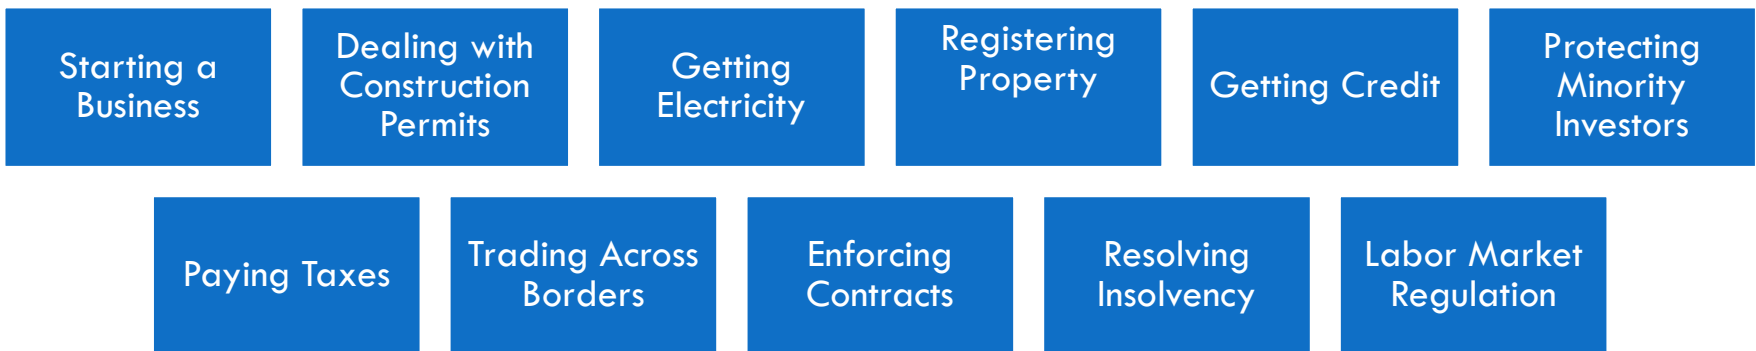 Starting a
Business
Dealing with
Construction
Permits
Getting
Electricity
Registering
Property
Getting Credit
Protecting
Minority
Investors
Paying Taxes
Trading Across
Borders
Enforcing
Contracts
Resolving
Insolvency
Labor Market
Regulation